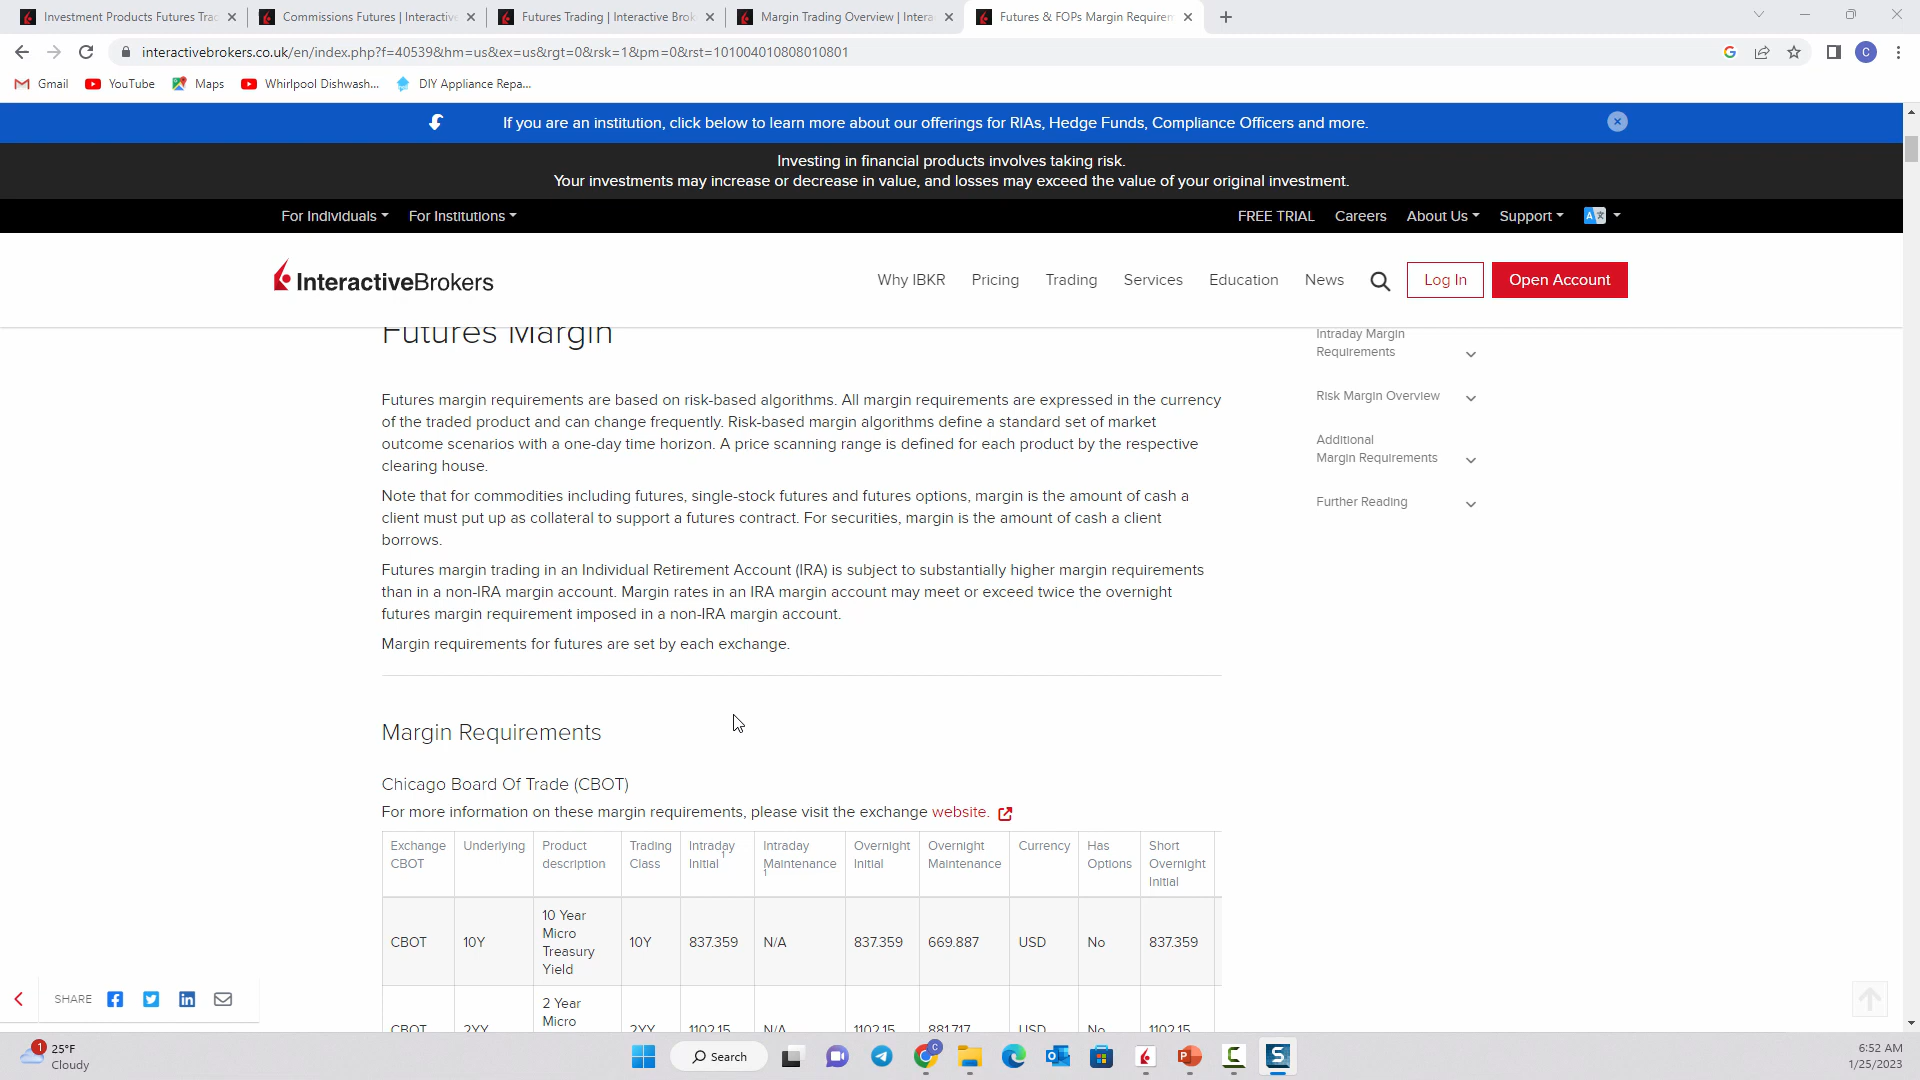 Investment Products Futures Trac
Commissions Futures | Interactive
Futures Trading | Interactive Brok
Margin Trading Overview | Intera
Futures & FOPs Margin Requirem
interactivebrokers.co.uk/en/index.php?f=40539&hm=us&ex=us&rgt=0&rsk=1&pm=0&rst=101004010808010801
C
Gmail
YouTube
Maps
Whirlpool Dishwash...
DIY Appliance Repa...
If you are an institution, click below to learn more about our offerings for RIAs, Hedge Funds, Compliance Officers and more.
Investing in financial products involves taking risk.
Your investments may increase or decrease in value, and losses may exceed the value of your original investment.
For Individuals
For Institutions
FREE TRIAL
Careers
About Us
Support
InteractiveBrokers
Why IBKR
Pricing
Trading
Services
Education
News
Log In
Open Account
Futures Margin
Futures margin requirements are based on risk-based algorithms. All margin requirements are expressed in the currency
of the traded product and can change frequently. Risk-based margin algorithms define a standard set of market
outcome scenarios with a one-day time horizon. A price scanning range is defined for each product by the respective
clearing house.
Note that for commodities including futures, single-stock futures and futures options, margin is the amount of cash a
client must put up as collateral to support a futures contract. For securities, margin is the amount of cash a client
borrows.
Futures margin trading in an Individual Retirement Account (IRA) is subject to substantially higher margin requirements
than in a non-IRA margin account. Margin rates in an IRA margin account may meet or exceed twice the overnight
futures margin requirement imposed in a non-IRA margin account.
Margin requirements for futures are set by each exchange.
Intraday Margin
Requirements
Risk Margin Overview
Additional
Margin Requirements
Further Reading
Margin Requirements
Chicago Board Of Trade (CBOT)
For more information on these margin requirements, please visit the exchange website.
Exchange CBOT
Underlying
Product description
Trading Class
Intraday Initial 1
Intraday Maintenance 1
Overnight Initial
Overnight Maintenance
Currency
Has Options
Short Overnight Initial
CBOT
10Y
10 Year Micro Treasury Yield
10Y
837.359
N/A
837.359
669.887
USD
No
837.359
CBOT
2YY
2 Year Micro
2YY
1102.15
N/A
1102.15
881.717
USD
No
1102.15
SHARE
1
25°F
Cloudy
Search
C
6:52 AM
1/25/2023